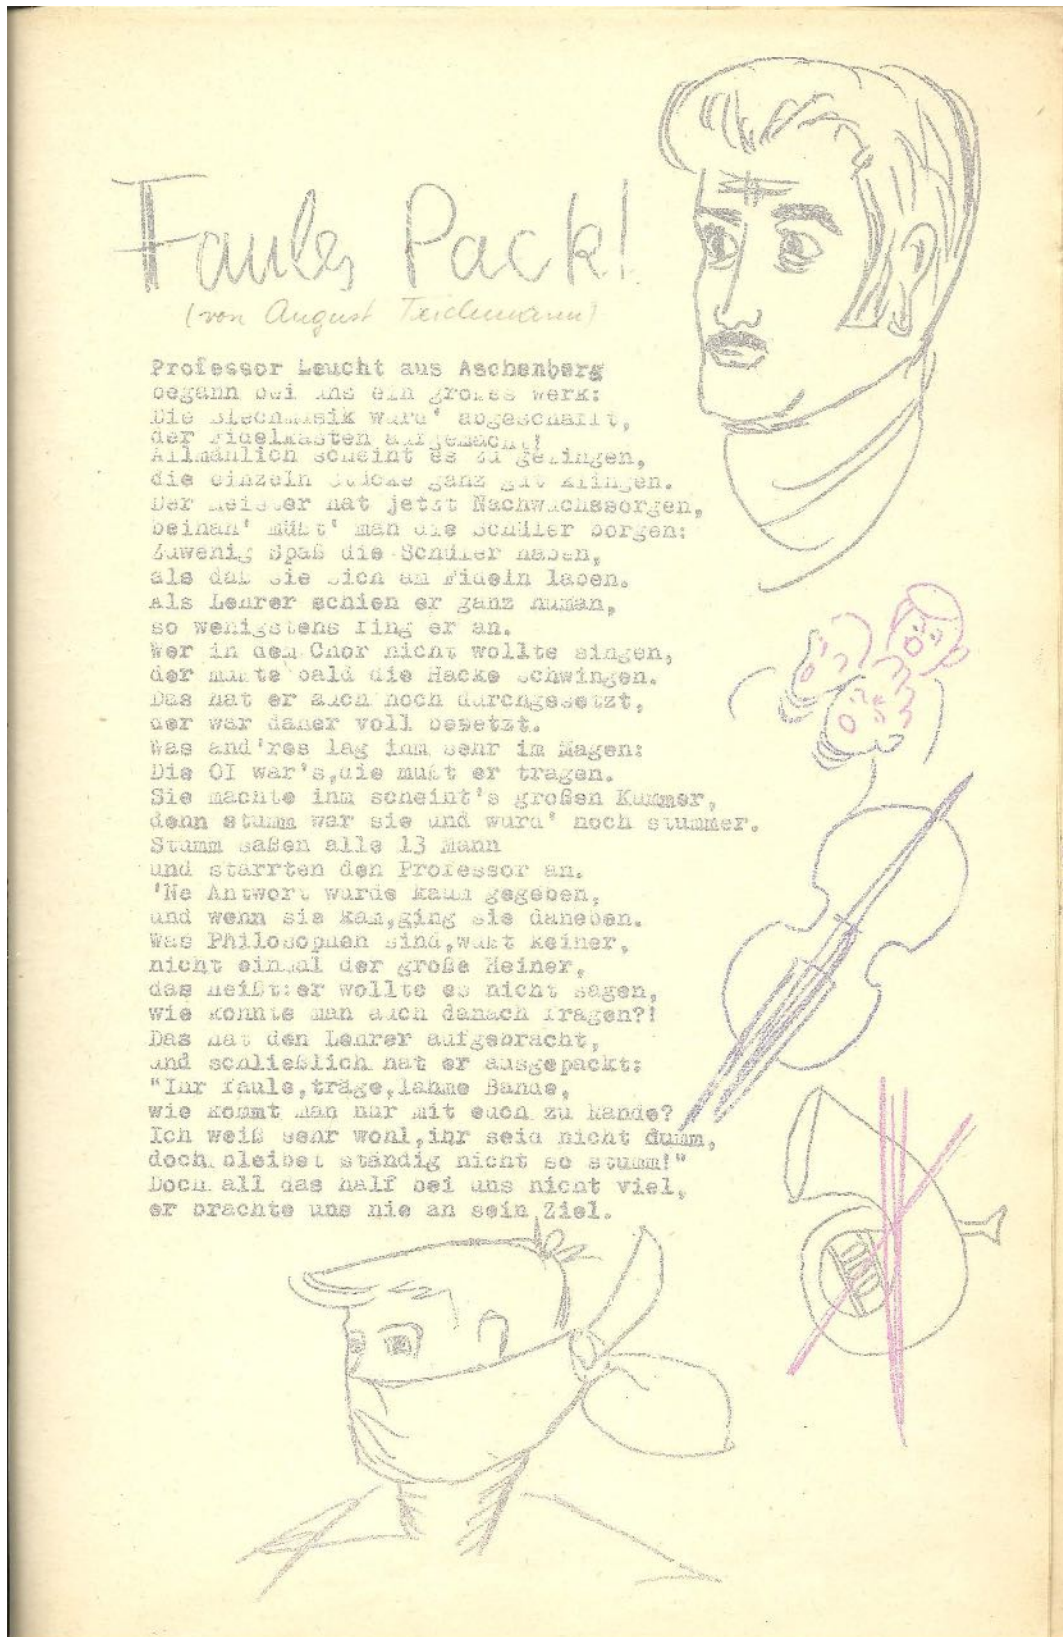 Faules Pack!
(von August Teidemann)
Professor Leucht aus Aschenberg
begann bei uns ein großes Werk:
Die Blechmusik wurd' abgeschafft,
der Fidelkasten aufgemacht!
Allmählich scheint es zu gelingen,
die einzeln Stücke ganz gut klingen.
Der Meister hat jetzt Nachwuchssorgen,
beinah' müßt' man die Schüler borgen:
Zuwenig Spaß die Schüler haben,
als daß sie sich am Fideln laben.
Als Lehrer schien er ganz human,
so wenigstens fing er an.
Wer in dem Chor nicht wollte singen,
der mußte bald die Hacke schwingen.
Das hat er auch noch durchgesetzt,
der war daher voll besetzt.
Was and'res lag ihm sehr im Magen:
Die OI war's,die mußt er tragen.
Sie machte ihm scheint's großen Kummer,
denn stumm war sie und wurd' noch stummer.
Stumm saßen alle 13 Mann
und starrten den Professor an.
'Ne Antwort wurde kaum gegeben,
und wenn sie kam,ging sie daneben.
Was Philosophen sind,wußt keiner,
nicht einmal der große Heiner,
das heißt:er wollte es nicht sagen,
wie konnte man auch danach fragen?!
Das hat den Lehrer aufgebracht,
und schließlich hat er ausgepackt:
"Ihr faule,träge,lahme Bande,
wie kommt man nur mit euch zu Rande?
Ich weiß sehr wohl,ihr seid nicht dumm,
doch bleibet ständig nicht so stumm!"
Doch all das half bei uns nicht viel,
er brachte uns nie an sein Ziel.